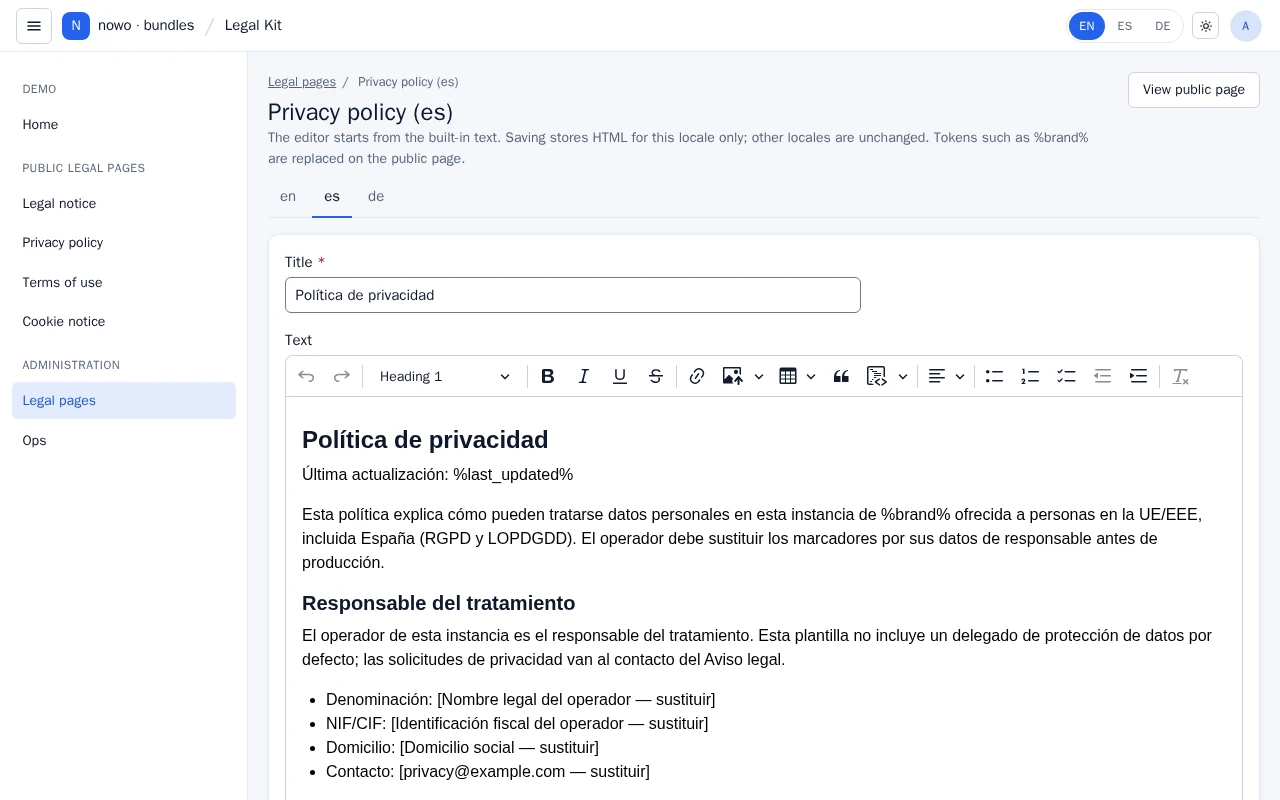 N nowo · bundles / Legal Kit
EN ES DE
A
DEMO
Home
PUBLIC LEGAL PAGES
Legal notice
Privacy policy
Terms of use
Cookie notice
ADMINISTRATION
Legal pages
Ops
Legal pages / Privacy policy (es)
View public page
Privacy policy (es)
The editor starts from the built-in text. Saving stores HTML for this locale only; other locales are unchanged. Tokens such as %brand%
are replaced on the public page.
en es de
Title *
Política de privacidad
Text
Heading 1
Política de privacidad
Última actualización: %last_updated%
Esta política explica cómo pueden tratarse datos personales en esta instancia de %brand% ofrecida a personas en la UE/EEE,
incluida España (RGPD y LOPDGDD). El operador debe sustituir los marcadores por sus datos de responsable antes de
producción.
Responsable del tratamiento
El operador de esta instancia es el responsable del tratamiento. Esta plantilla no incluye un delegado de protección de datos por
defecto; las solicitudes de privacidad van al contacto del Aviso legal.
• Denominación: [Nombre legal del operador — sustituir]
• NIF/CIF: [Identificación fiscal del operador — sustituir]
• Domicilio: [Domicilio social — sustituir]
• Contacto: [privacy@example.com — sustituir]